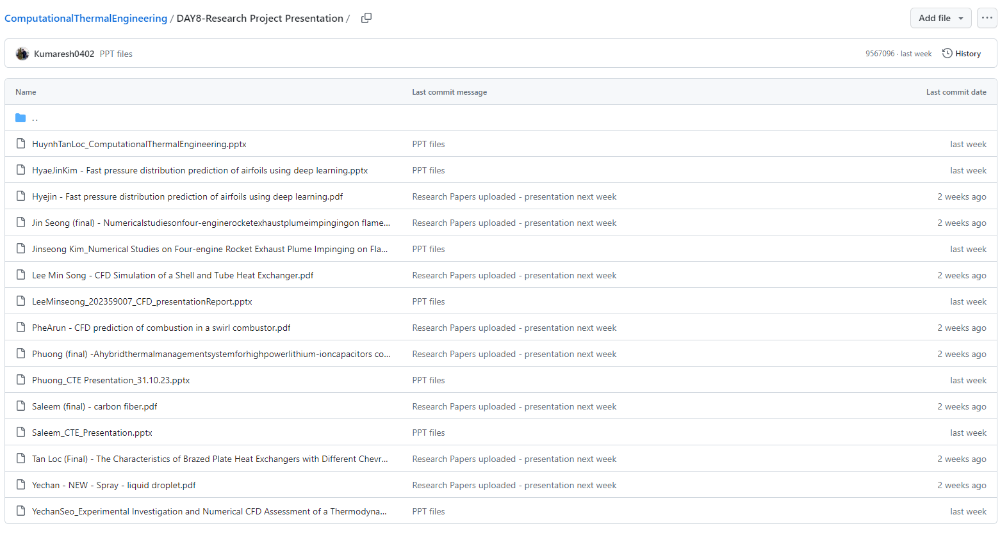 ComputationalThermalEngineering / DAY8-Research Project Presentation /
Add file
Kumaresh0402 PPT files 9567096 · last week History
Name Last commit message Last commit date
..
HuynhTanLoc_ComputationalThermalEngineering.pptx PPT files last week
HyaeJinKim - Fast pressure distribution prediction of airfoils using deep learning.pptx PPT files last week
Hyejin - Fast pressure distribution prediction of airfoils using deep learning.pdf Research Papers uploaded - presentation next week 2 weeks ago
Jin Seong (final) - Numericalstudiesonfour-enginerocketexhaustplumeimpingingon flame... Research Papers uploaded - presentation next week 2 weeks ago
Jinseong Kim_Numerical Studies on Four-engine Rocket Exhaust Plume Impinging on Fla... PPT files last week
Lee Min Song - CFD Simulation of a Shell and Tube Heat Exchanger.pdf Research Papers uploaded - presentation next week 2 weeks ago
LeeMinseong_202359007_CFD_presentationReport.pptx PPT files last week
PheArun - CFD prediction of combustion in a swirl combustor.pdf Research Papers uploaded - presentation next week 2 weeks ago
Phuong (final) -Ahybridthermalmanagementsystemforhighpowerlithium-ioncapacitors co... Research Papers uploaded - presentation next week 2 weeks ago
Phuong_CTE Presentation_31.10.23.pptx PPT files last week
Saleem (final) - carbon fiber.pdf Research Papers uploaded - presentation next week 2 weeks ago
Saleem_CTE_Presentation.pptx PPT files last week
Tan Loc (Final) - The Characteristics of Brazed Plate Heat Exchangers with Different Chevr... Research Papers uploaded - presentation next week 2 weeks ago
Yechan - NEW - Spray - liquid droplet.pdf Research Papers uploaded - presentation next week 2 weeks ago
YechanSeo_Experimental Investigation and Numerical CFD Assessment of a Thermodyna... PPT files last week